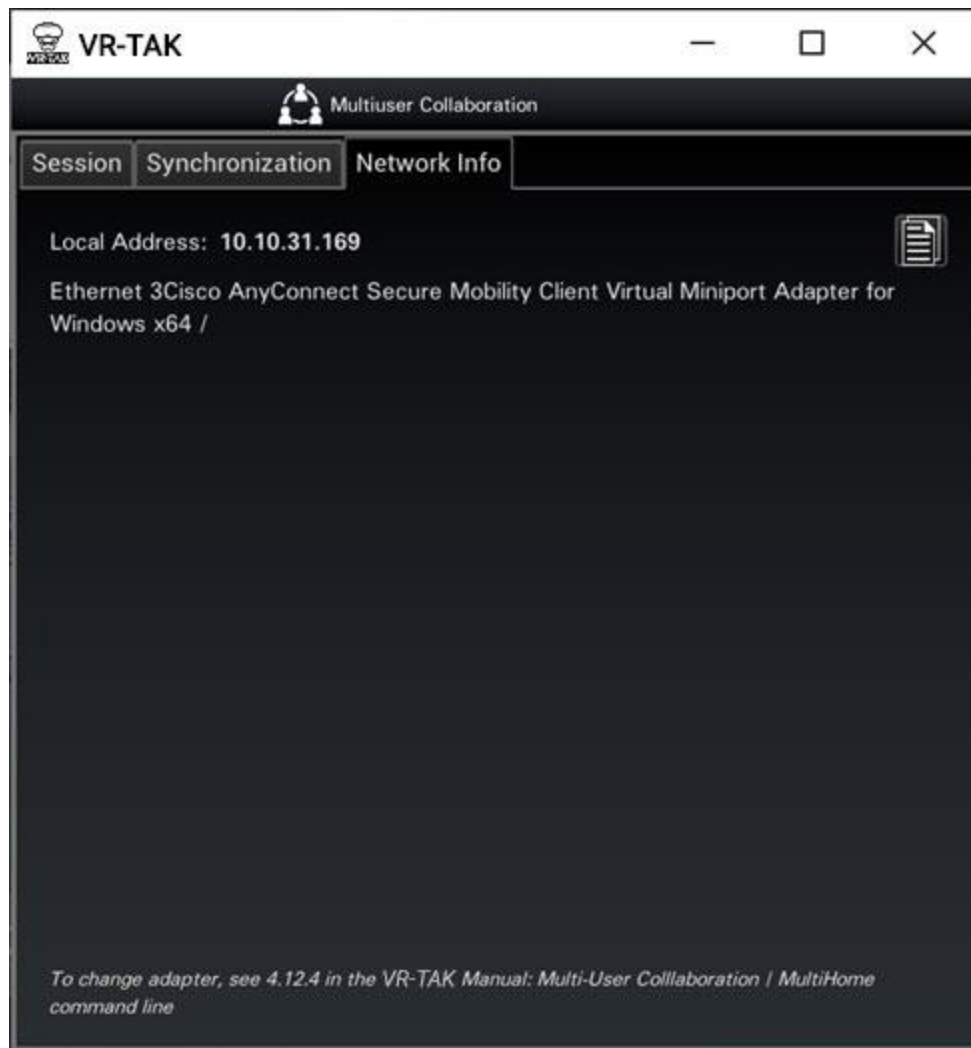 VR-TAK
VR-TAK
Multiuser Collaboration
Session Synchronization Network Info
Local Address: 10.10.31.169
Ethernet 3Cisco AnyConnect Secure Mobility Client Virtual Miniport Adapter for
Windows x64 /
To change adapter, see 4.12.4 in the VR-TAK Manual: Multi-User Colllaboration / MultiHome
command line